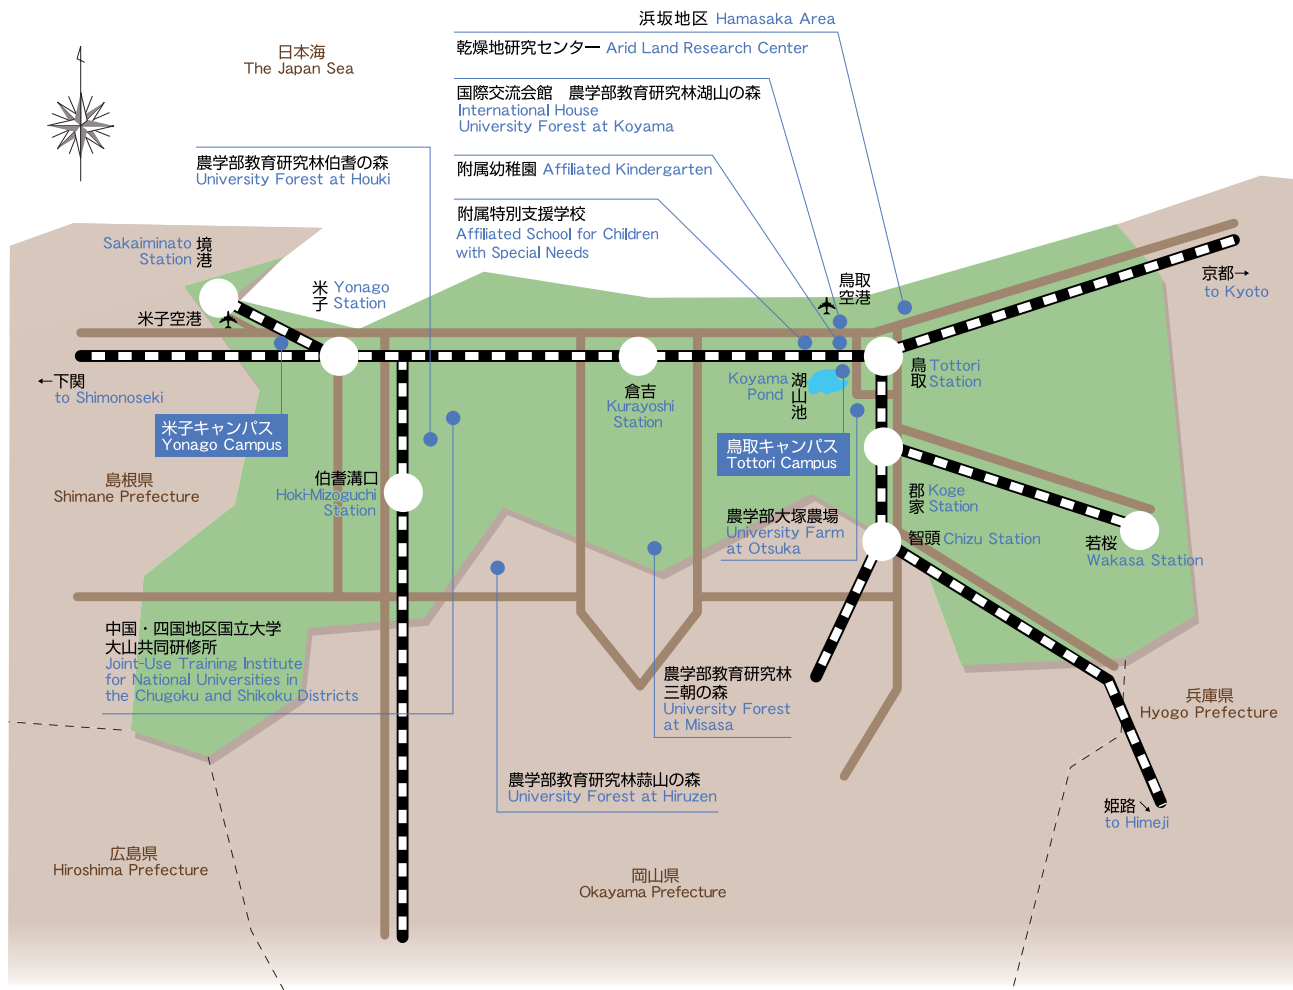 浜坂地区 Hamasaka Area
乾燥地研究センター Arid Land Research Center
日本海
The Japan Sea
国際交流会館　農学部教育研究林湖山の森
International House
University Forest at Koyama
農学部教育研究林伯耆の森
University Forest at Houki
附属幼稚園 Affiliated Kindergarten
附属特別支援学校
Affiliated School for Children
with Special Needs
Sakaiminato
Station
境港
米子
Yonago
Station
鳥取
空港
京都→
to Kyoto
米子空港
←下関
to Shimonoseki
倉吉
Kurayoshi
Station
Koyama
Pond
湖山池
鳥取
Tottori
Station
米子キャンパス
Yonago Campus
鳥取キャンパス
Tottori Campus
島根県
Shimane Prefecture
伯耆溝口
Hoki-Mizoguchi
Station
郡家
Koge
Station
農学部大塚農場
University Farm
at Otsuka
智頭 Chizu Station
若桜
Wakasa Station
中国・四国地区国立大学
大山共同研修所
Joint-Use Training Institute
for National Universities in
the Chugoku and Shikoku Districts
農学部教育研究林
三朝の森
University Forest
at Misasa
兵庫県
Hyogo Prefecture
農学部教育研究林蒜山の森
University Forest at Hiruzen
姫路↘
to Himeji
広島県
Hiroshima Prefecture
岡山県
Okayama Prefecture